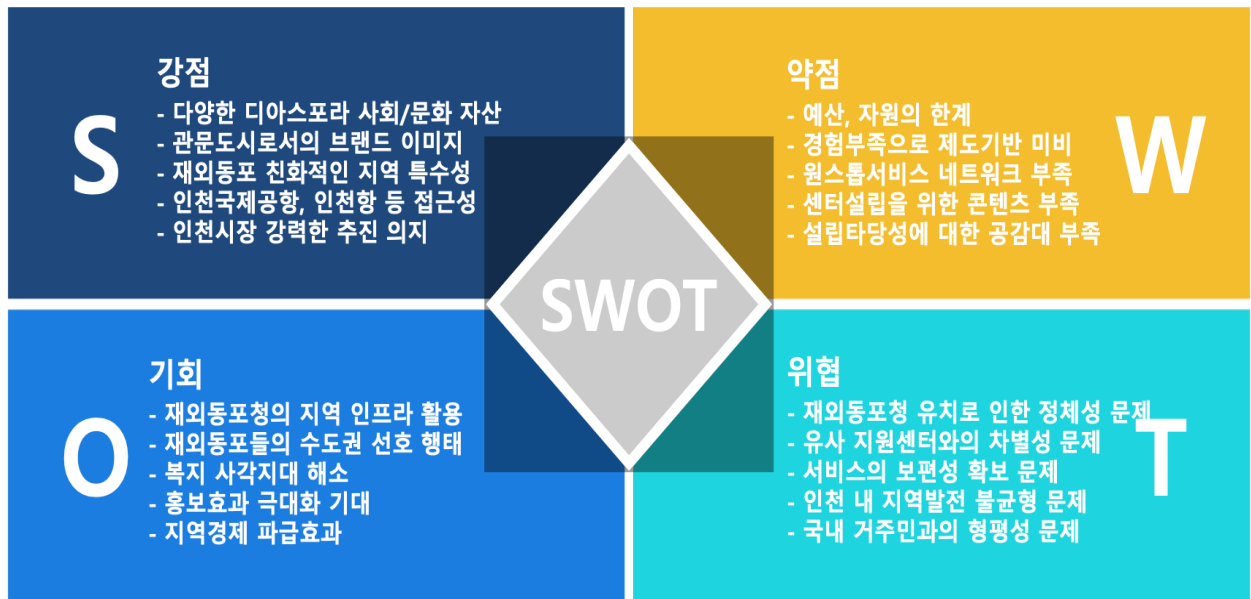 S
강점
- 다양한 디아스포라 사회/문화 자산
- 관문도시로서의 브랜드 이미지
- 재외동포 친화적인 지역 특수성
- 인천국제공항, 인천항 등 접근성
- 인천시장 강력한 추진 의지
약점
- 예산, 자원의 한계
- 경험부족으로 제도기반 미비
- 원스톱서비스 네트워크 부족
- 센터설립을 위한 콘텐츠 부족
- 설립타당성에 대한 공감대 부족
W
SWOT
O
기회
- 재외동포청의 지역 인프라 활용
- 재외동포들의 수도권 선호 행태
- 복지 사각지대 해소
- 홍보효과 극대화 기대
- 지역경제 파급효과
위협
- 재외동포청 유치로 인한 정체성 문제
- 유사 지원센터와의 차별성 문제
- 서비스의 보편성 확보 문제
- 인천 내 지역발전 불균형 문제
- 국내 거주민과의 형평성 문제
T